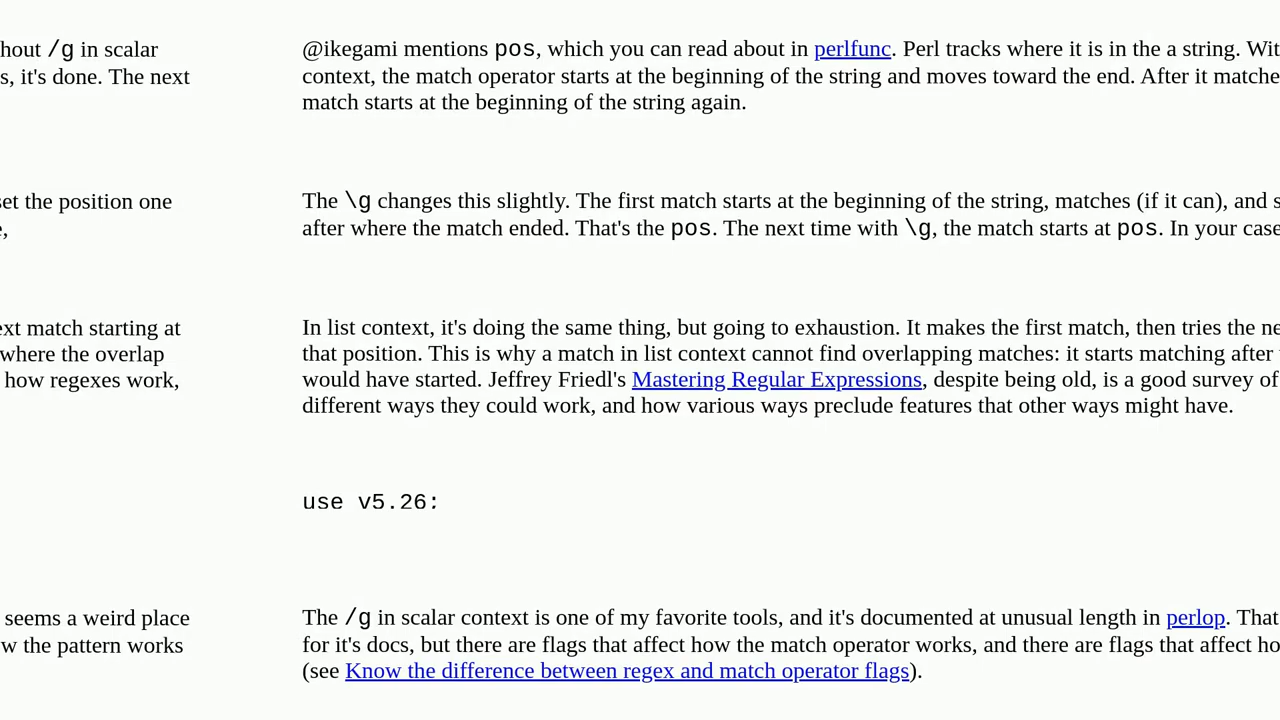 hout /g in scalar
s, it's done. The next
set the position one
e,
ext match starting at
where the overlap
how regexes work,
seems a weird place
w the pattern works
@ikegami mentions pos, which you can read about in perlfunc. Perl tracks where it is in the a string. Wit
context, the match operator starts at the beginning of the string and moves toward the end. After it matche
match starts at the beginning of the string again.
The \g changes this slightly. The first match starts at the beginning of the string, matches (if it can), and s
after where the match ended. That's the pos. The next time with \g, the match starts at pos. In your case
In list context, it's doing the same thing, but going to exhaustion. It makes the first match, then tries the ne
that position. This is why a match in list context cannot find overlapping matches: it starts matching after
would have started. Jeffrey Friedl's Mastering Regular Expressions, despite being old, is a good survey of
different ways they could work, and how various ways preclude features that other ways might have.
use v5.26;
The /g in scalar context is one of my favorite tools, and it's documented at unusual length in perlop. That
for it's docs, but there are flags that affect how the match operator works, and there are flags that affect ho
(see Know the difference between regex and match operator flags).